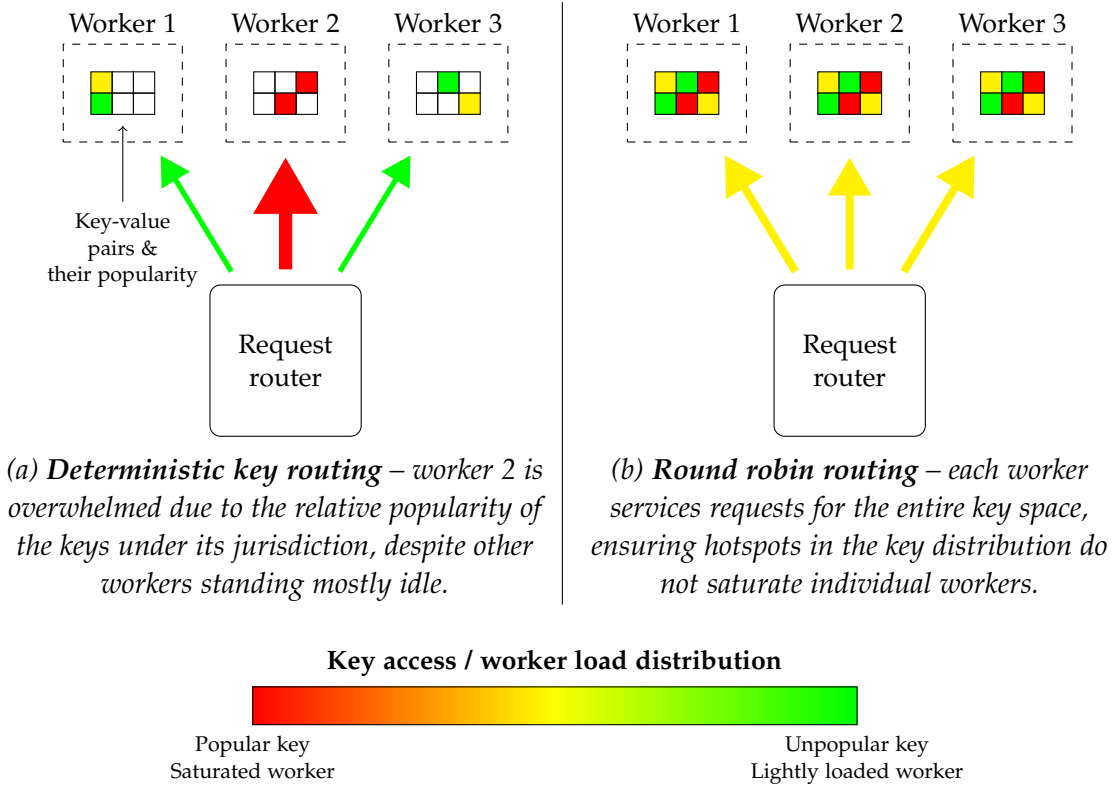 Worker 1
Worker 2
Worker 3
Key-value
pairs &
their popularity
Request
router
(a) Deterministic key routing – worker 2 is
overwhelmed due to the relative popularity of
the keys under its jurisdiction, despite other
workers standing mostly idle.
Worker 1
Worker 2
Worker 3
Request
router
(b) Round robin routing – each worker
services requests for the entire key space,
ensuring hotspots in the key distribution do
not saturate individual workers.
Key access / worker load distribution
Popular key
Saturated worker
Unpopular key
Lightly loaded worker